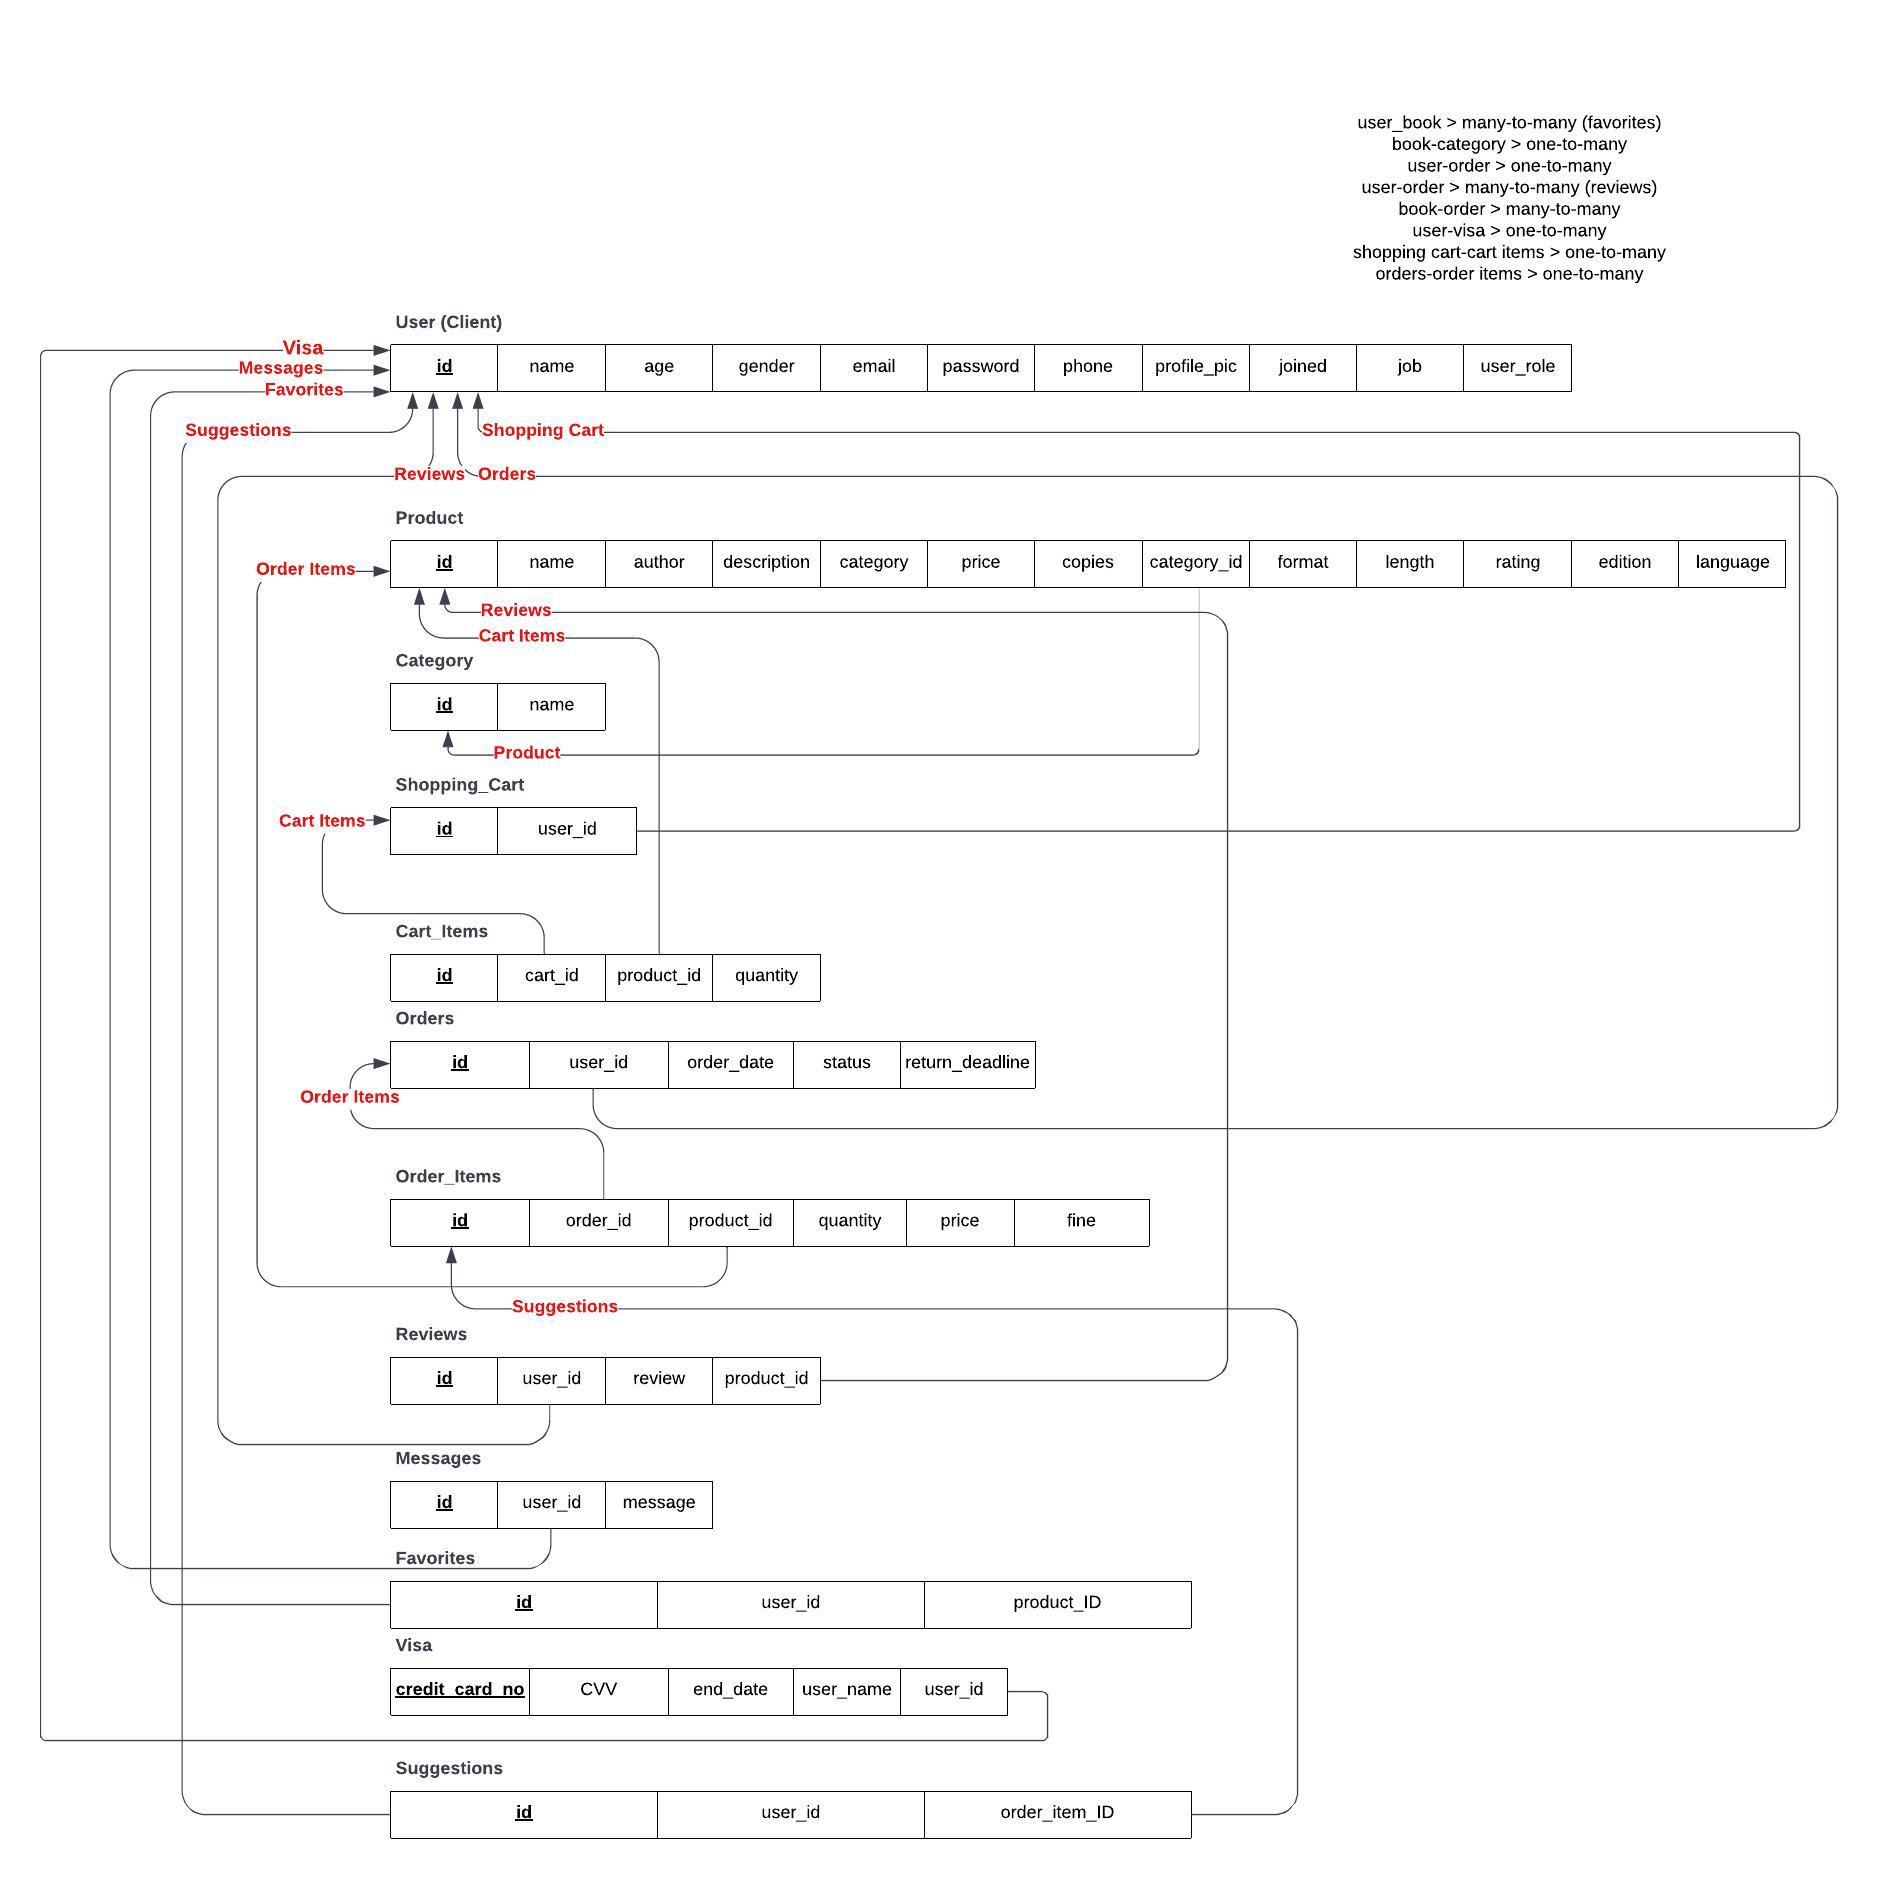 user_book > many-to-many (favorites)
book-category > one-to-many
user-order > one-to-many
user-order > many-to-many (reviews)
book-order > many-to-many
user-visa > one-to-many
shopping cart-cart items > one-to-many
orders-order items > one-to-many
User (Client)
Visa
Messages
Favorites
id name age gender email password phone profile_pic joined job user_role
Suggestions Shopping Cart
Reviews Orders
Product
Order Items
id name author description category price copies category_id format length rating edition language
Reviews
Cart Items
Category
id name
Product
Shopping_Cart
Cart Items
id user_id
Cart_Items
id cart_id product_id quantity
Orders
id user_id order_date status return_deadline
Order Items
Order_Items
id order_id product_id quantity price fine
Suggestions
Reviews
id user_id review product_id
Messages
id user_id message
Favorites
id user_id product_ID
Visa
credit_card_no CVV end_date user_name user_id
Suggestions
id user_id order_item_ID